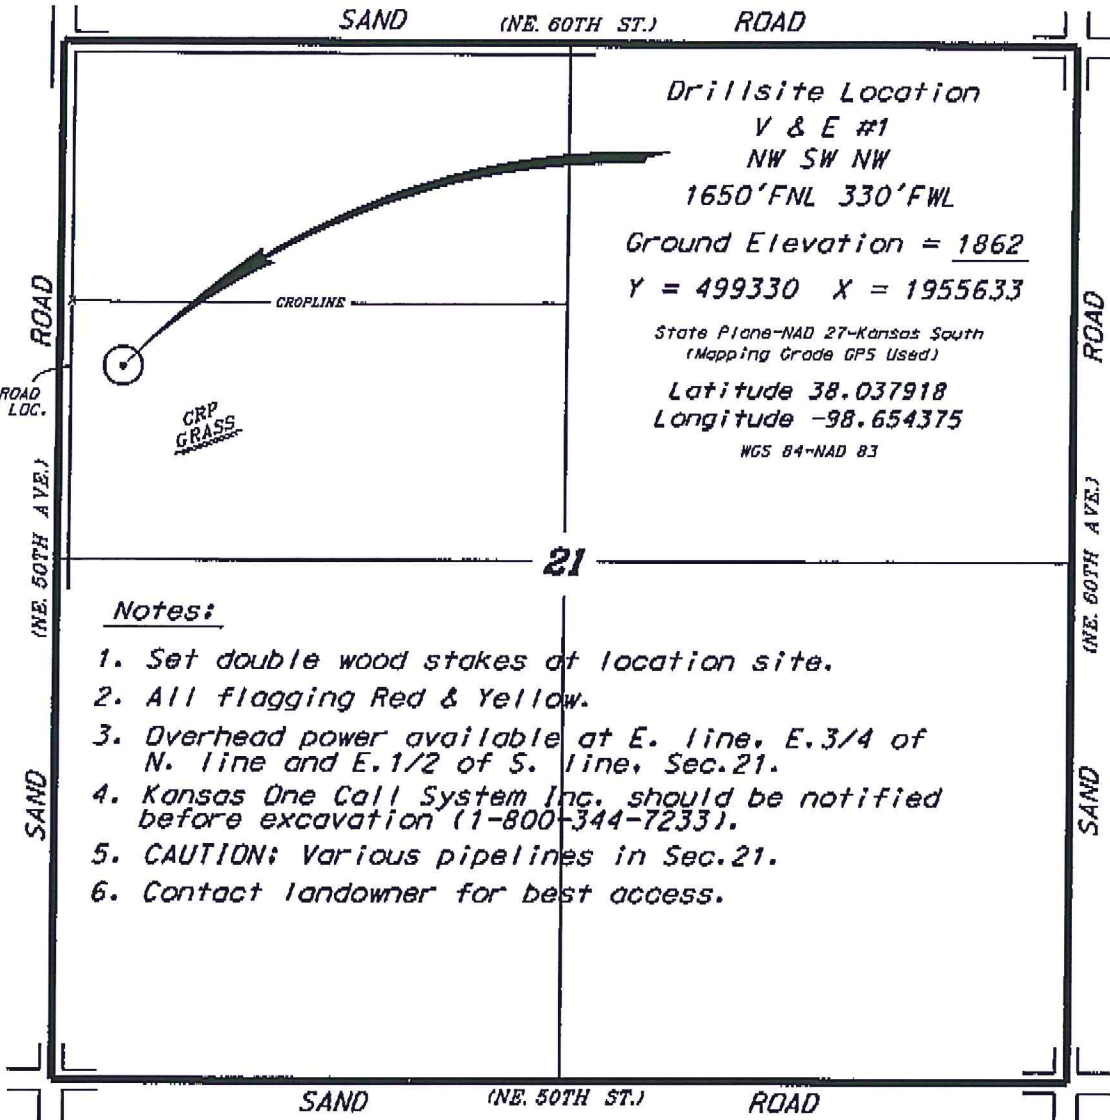 SAND (NE. 60TH ST.) ROAD
Drillsite Location
V & E #1
NW SW NW
1650'FNL 330'FWL
Ground Elevation = 1862
Y = 499330 X = 1955633
State Plane-NAD 27-Kansas South
(Mapping Grade GPS Used)
Latitude 38.037918
Longitude -98.654375
WGS 84-NAD 83
CROPLINE
ROAD
LOC.
CRP
GRASS
ROAD
(NE. 50TH AVE.)
SAND
ROAD
(NE. 60TH AVE.)
SAND
21
Notes:
1. Set double wood stakes at location site.
2. All flagging Red & Yellow.
3. Overhead power available at E. line, E.3/4 of
N. line and E.1/2 of S. line, Sec.21.
4. Kansas One Call System Inc. should be notified
before excavation (1-800-344-7233).
5. CAUTION: Various pipelines in Sec.21.
6. Contact landowner for best access.
SAND (NE. 50TH ST.) ROAD